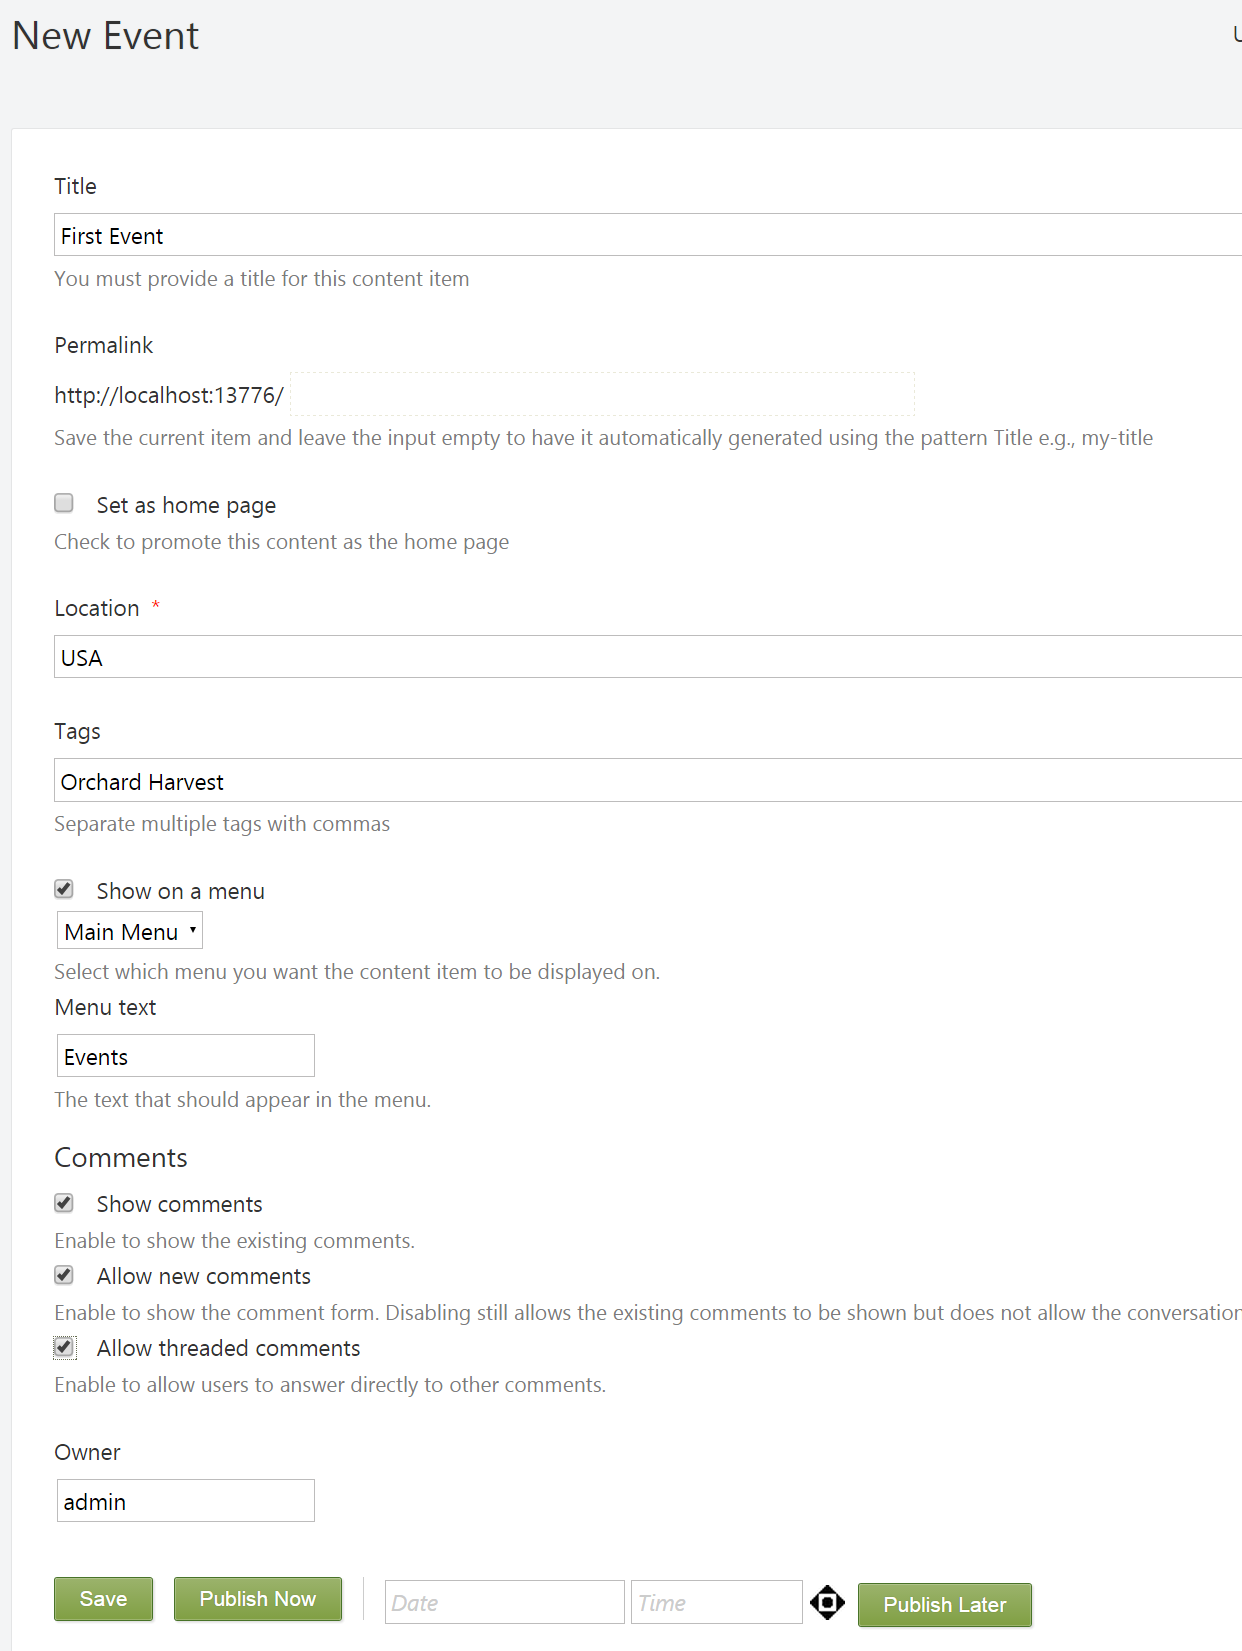 New Event
Title
First Event
You must provide a title for this content item
Permalink
http://localhost:13776/
Save the current item and leave the input empty to have it automatically generated using the pattern Title e.g., my-title
Set as home page
Check to promote this content as the home page
Location *
USA
Tags
Orchard Harvest
Separate multiple tags with commas
Show on a menu
Main Menu
Select which menu you want the content item to be displayed on.
Menu text
Events
The text that should appear in the menu.
Comments
Show comments
Enable to show the existing comments.
Allow new comments
Enable to show the comment form. Disabling still allows the existing comments to be shown but does not allow the conversation
Allow threaded comments
Enable to allow users to answer directly to other comments.
Owner
admin
Save Publish Now Date Time Publish Later